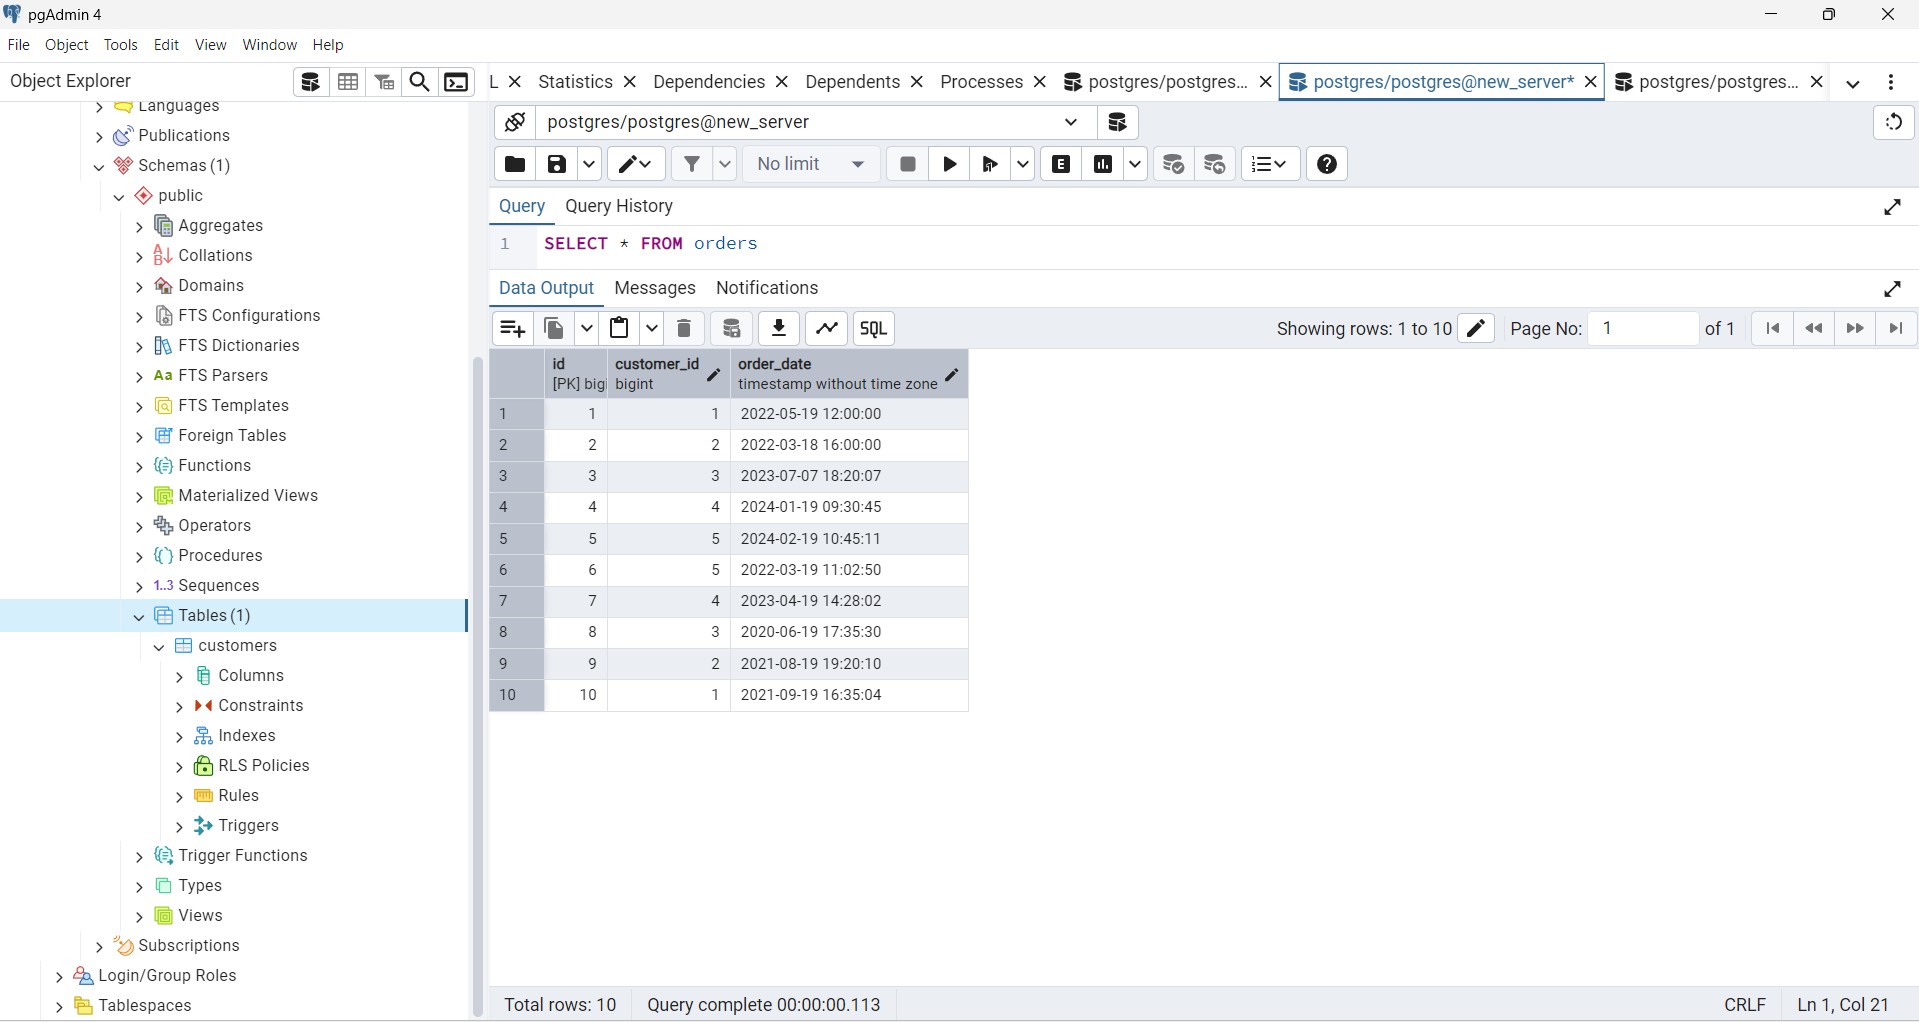 pgAdmin 4
File Object Tools Edit View Window Help
Object Explorer
L Statistics Dependencies Dependents Processes postgres/postgres... postgres/postgres@new_server* postgres/postgres...
postgres/postgres@new_server
No limit
E
Query Query History
1 SELECT * FROM orders
Data Output Messages Notifications
SQL Showing rows: 1 to 10 Page No: 1 of 1
id customer_id order_date
[PK] big bigint timestamp without time zone
1 1 1 2022-05-19 12:00:00
2 2 2 2022-03-18 16:00:00
3 3 3 2023-07-07 18:20:07
4 4 4 2024-01-19 09:30:45
5 5 5 2024-02-19 10:45:11
6 6 5 2022-03-19 11:02:50
7 7 4 2023-04-19 14:28:02
8 8 3 2020-06-19 17:35:30
9 9 2 2021-08-19 19:20:10
10 10 1 2021-09-19 16:35:04
Languages
Publications
Schemas (1)
public
Aggregates
Collations
Domains
FTS Configurations
FTS Dictionaries
Aa FTS Parsers
FTS Templates
Foreign Tables
Functions
Materialized Views
Operators
Procedures
1..3 Sequences
Tables (1)
customers
Columns
Constraints
Indexes
RLS Policies
Rules
Triggers
Trigger Functions
Types
Views
Subscriptions
Login/Group Roles
Tablespaces
Total rows: 10 Query complete 00:00:00.113 CRLF Ln 1, Col 21